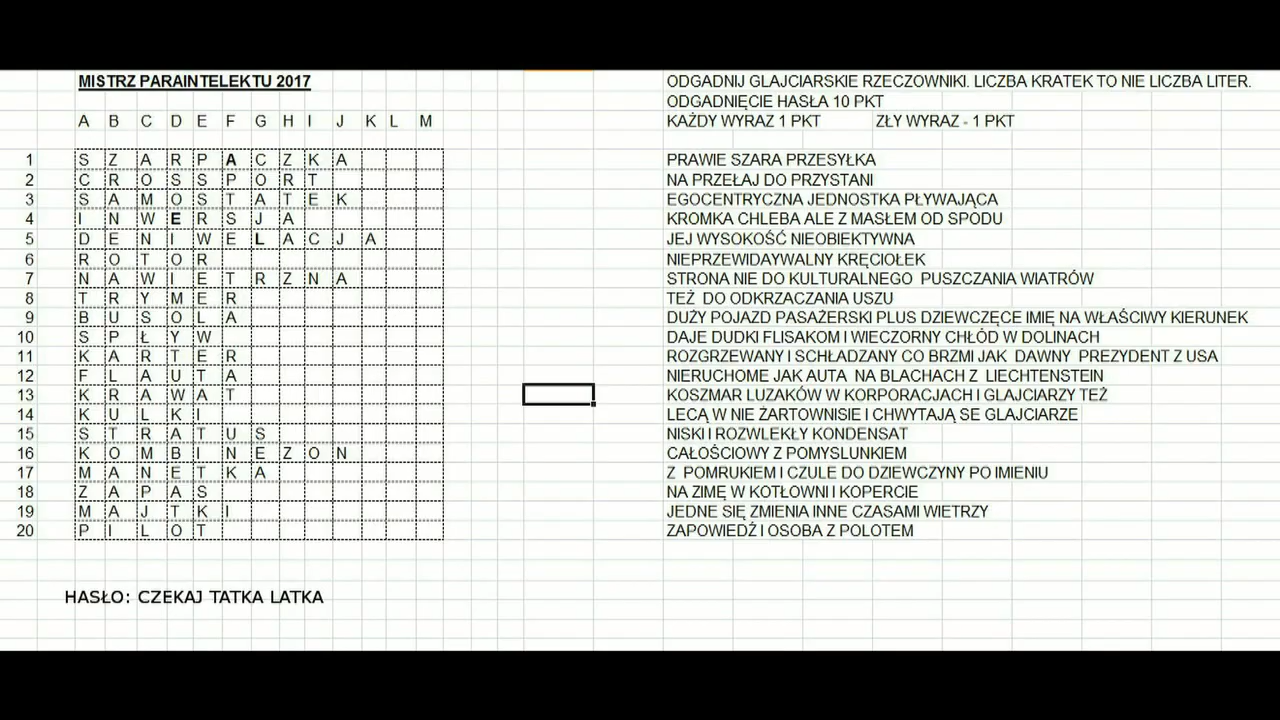 MISTRZ PARAINTELEKTU 2017 ODGADNIJ GLAJCIARSKIE RZECZOWNIKI. LICZBA KRATEK TO NIE LICZBA LITER.
ODGADNIĘCIE HASŁA 10 PKT
A B C D E F G H I J K L M KAŻDY WYRAZ 1 PKT ZŁY WYRAZ - 1 PKT
1 S Z A R P A C Z K A PRAWIE SZARA PRZESYŁKA
2 C R O S S P O R T NA PRZEŁAJ DO PRZYSTANI
3 S A M O S T A T E K EGOCENTRYCZNA JEDNOSTKA PŁYWAJĄCA
4 I N W E R S J A KROMKA CHLEBA ALE Z MASŁEM OD SPODU
5 D E N I W E L A C J A JEJ WYSOKOŚĆ NIEOBIEKTYWNA
6 R O T O R NIEPRZEWIDAYWALNY KRĘCIOŁEK
7 N A W I E T R Z N A STRONA NIE DO KULTURALNEGO PUSZCZANIA WIATRÓW
8 T R Y M E R TEŻ DO ODKRZACZANIA USZU
9 B U S O L A DUŻY POJAZD PASAŻERSKI PLUS DZIEWCZĘCE IMIĘ NA WŁAŚCIWY KIERUNEK
10 S P Ł Y W DAJE DUDKI FLISAKOM I WIECZORNY CHŁÓD W DOLINACH
11 K A R T E R ROZGRZEWANY I SCHŁADZANY CO BRZMI JAK DAWNY PREZYDENT Z USA
12 F L A U T A NIERUCHOME JAK AUTA NA BLACHACH Z LIECHTENSTEIN
13 K R A W A T KOSZMAR LUZAKÓW W KORPORACJACH I GLAJCIARZY TEŻ
14 K U L K I LECĄ W NIE ŻARTOWNISIE I CHWYTAJĄ SE GLAJCIARZE
15 S T R A T U S NISKI I ROZWLEKŁY KONDENSAT
16 K O M B I N E Z O N CAŁOŚCIOWY Z POMYSLUNKIEM
17 M A N E T K A Z POMRUKIEM I CZULE DO DZIEWCZYNY PO IMIENIU
18 Z A P A S NA ZIMĘ W KOTŁOWNI I KOPERCIE
19 M A J T K I JEDNE SIĘ ZMIENIA INNE CZASAMI WIETRZY
20 P I L O T ZAPOWIEDŹ I OSOBA Z POLOTEM
HASŁO: CZEKAJ TATKA LATKA